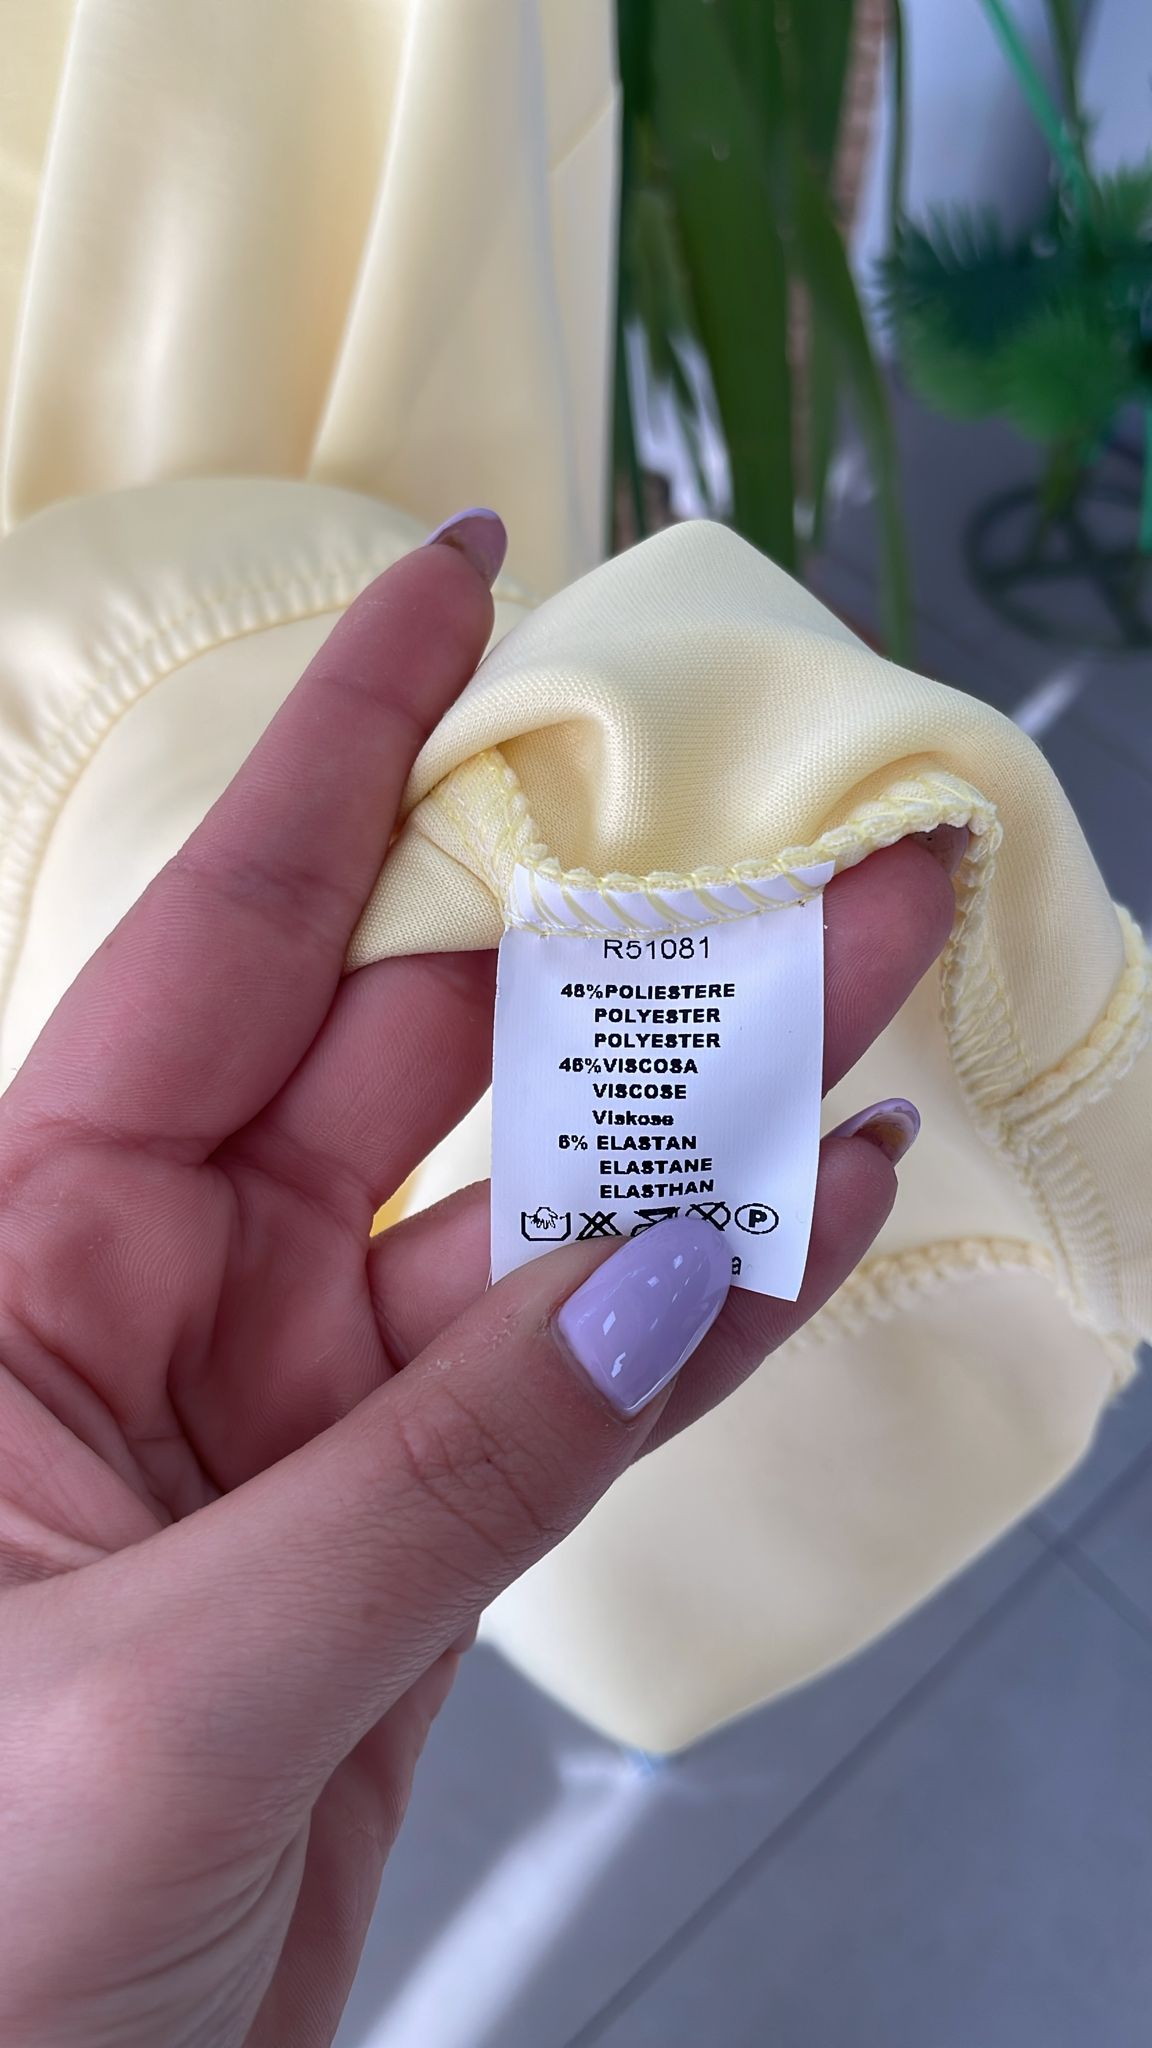 R51081
48%POLIESTERE
POLYESTER
POLYESTER
46%VISCOSA
VISCOSE
Viskose
6% ELASTAN
ELASTANE
ELASTHAN
P